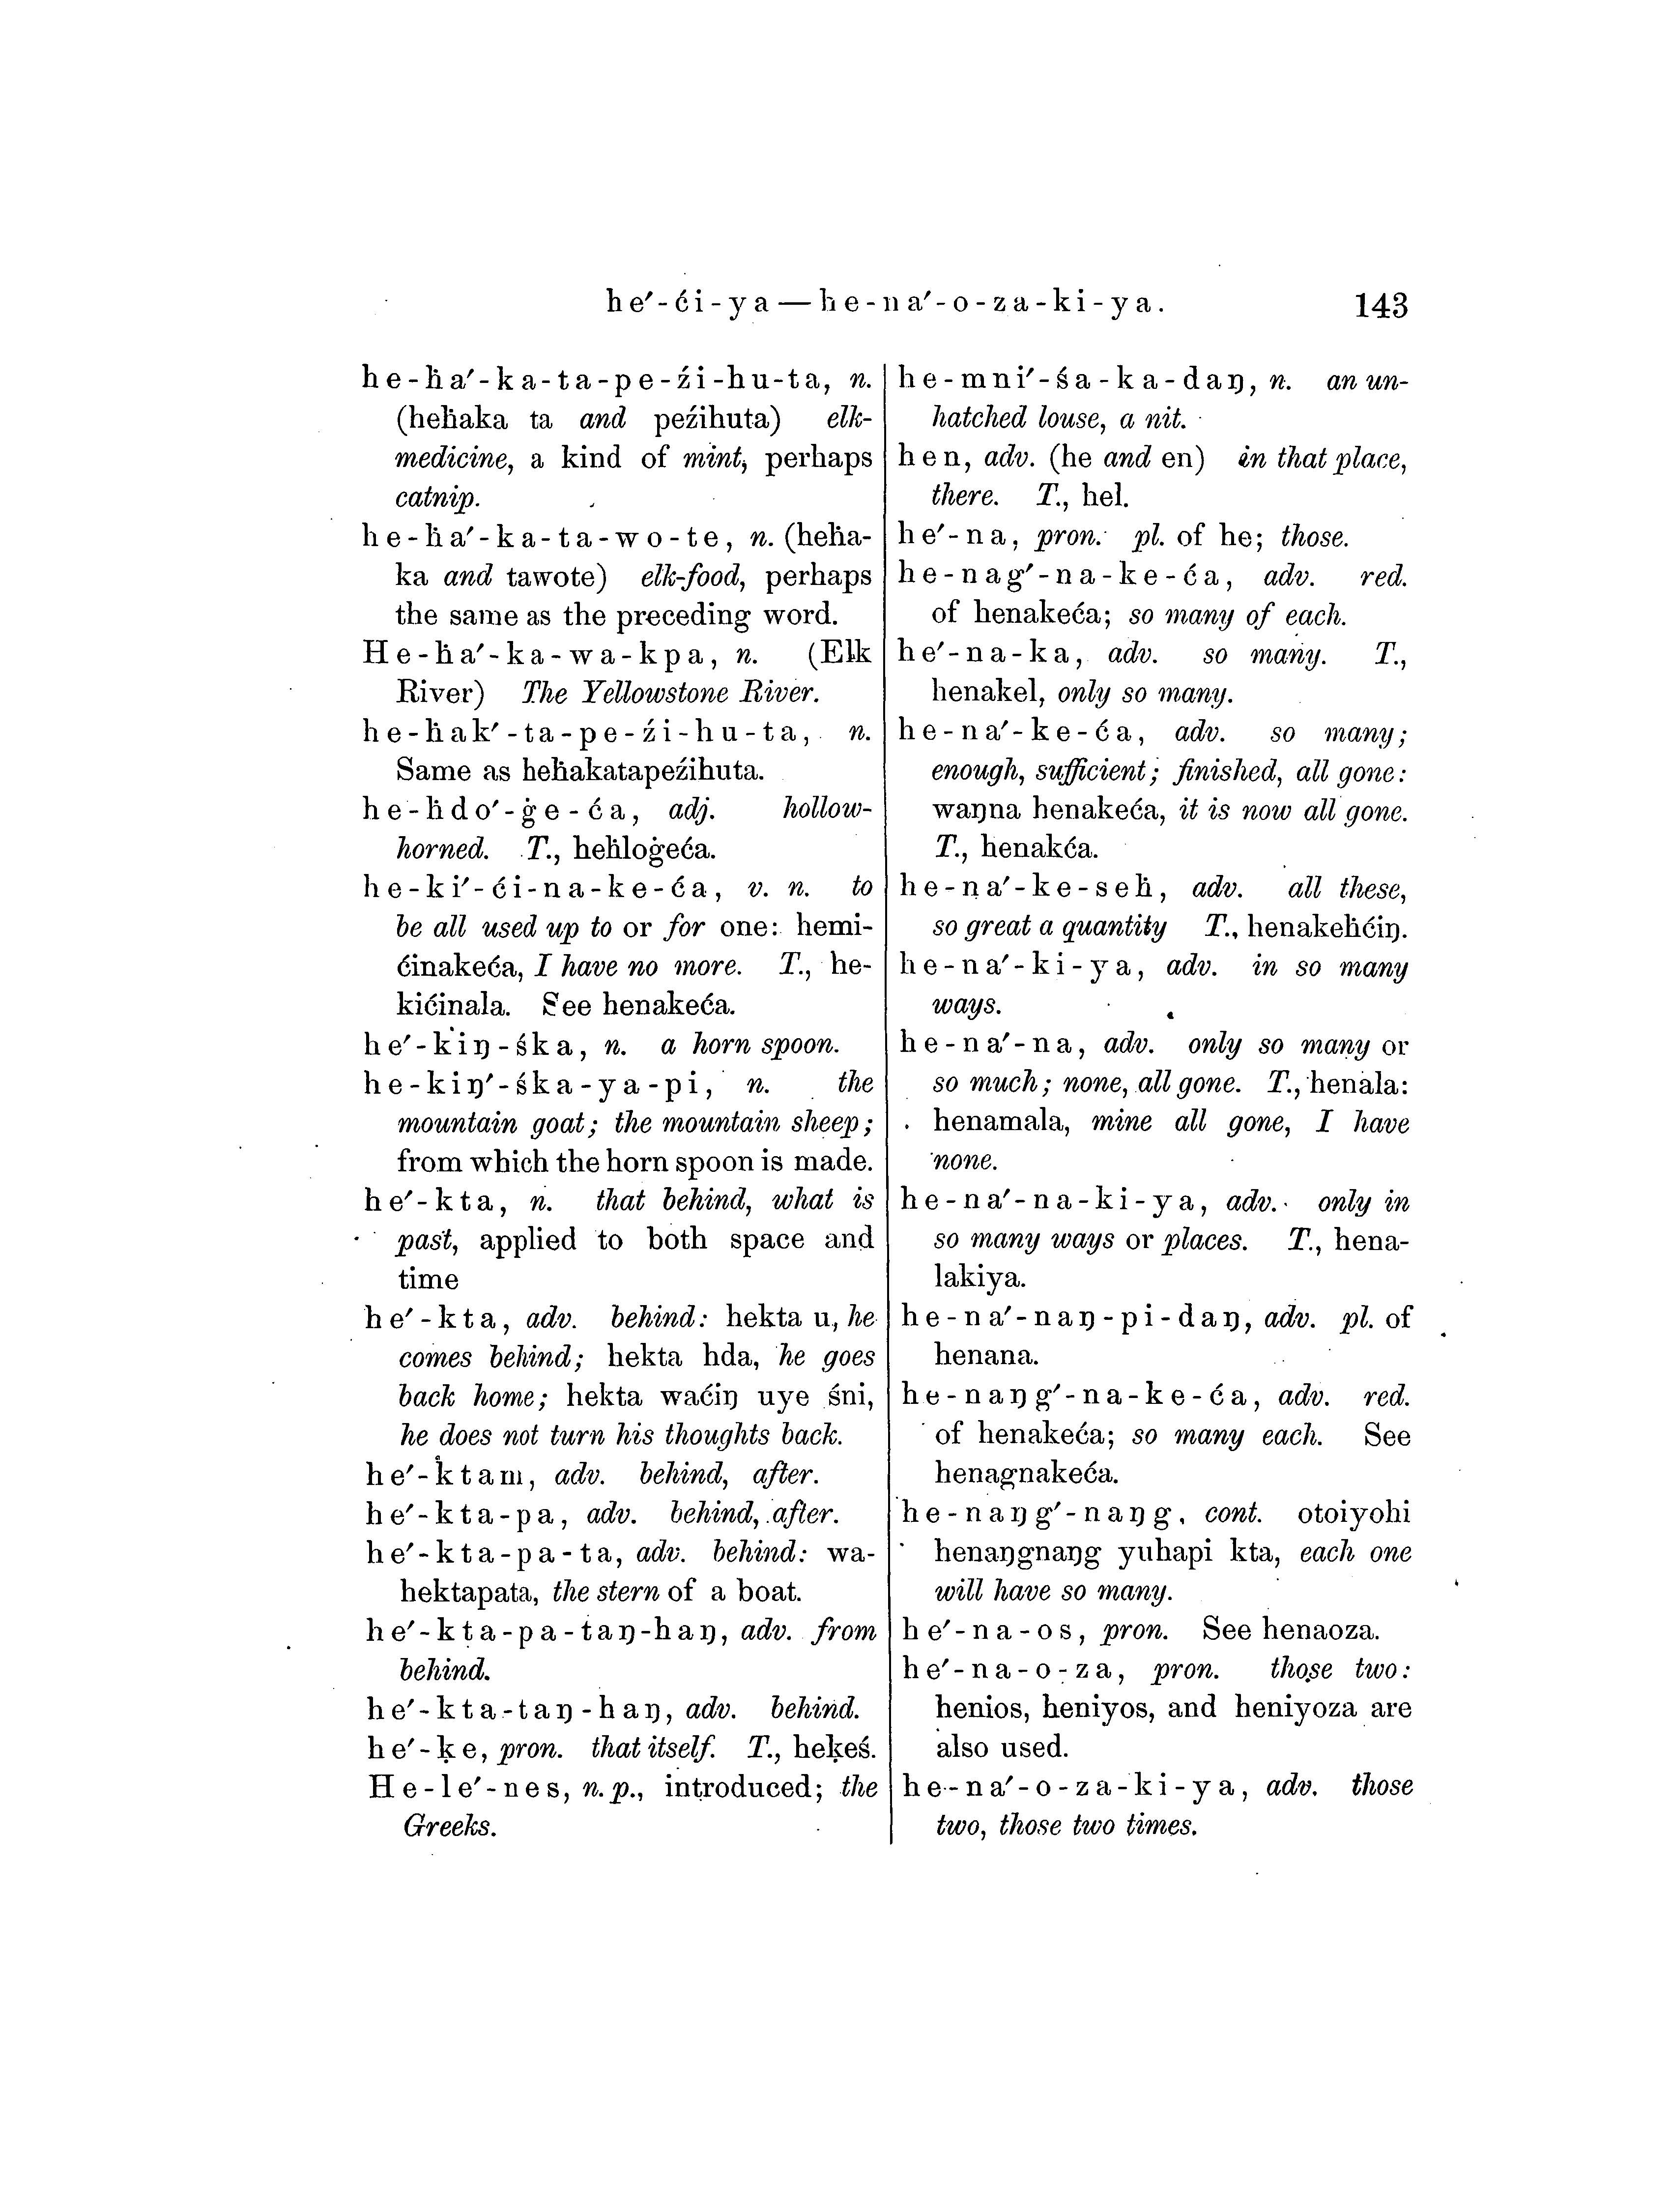 he′-ći-ya—he-na′-o-za-ki-ya. 143
he-ḣa′-ka-ta-pe-źi-hu-ta, n.
(heḣaka ta and peźihuta) elk-
medicine, a kind of mint, perhaps
catnip.
he-ḣa′-ka-ta-wo-te, n. (heḣa-
ka and tawote) elk-food, perhaps
the same as the preceding word.
He-ḣa′-ka-wa-kpa, n. (Elk
River) The Yellowstone River.
he-ḣak′-ta-pe-źi-hu-ta, n.
Same as heḣakatapeźihuta.
he-ḣdo′-ġe-ća, adj. hollow-
horned. T., heḣloġeća.
he-ki′-ći-na-ke-ća, v. n. to
be all used up to or for one: hemi-
ćinakeća, I have no more. T., he-
kićinala. See henakeća.
he′-kiŋ-śka, n. a horn spoon.
he-kiŋ′-śka-ya-pi, n. the
mountain goat; the mountain sheep;
from which the horn spoon is made.
he′-kta, n. that behind, what is
past, applied to both space and
time
he′-kta, adv. behind: hekta u, he
comes behind; hekta hda, he goes
back home; hekta waćiŋ uye śni,
he does not turn his thoughts back.
he′-ktam, adv. behind, after.
he′-kta-pa, adv. behind, after.
he′-kta-pa-ta, adv. behind: wa-
hektapata, the stern of a boat.
he′-kta-pa-taŋ-haŋ, adv. from
behind.
he′-kta-taŋ-haŋ, adv. behind.
he′-ḳe, pron. that itself. T., heḳeś.
He-le′-nes, n. p., introduced; the
Greeks.
he-mni′-śa-ka-daŋ, n. an un-
hatched louse, a nit.
hen, adv. (he and en) in that place,
there. T., hel.
he′-na, pron. pl. of he; those.
he-nag′-na-ke-ća, adv. red.
of henakeća; so many of each.
he′-na-ka, adv. so many. T.,
henakel, only so many.
he-na′-ke-ća, adv. so many;
enough, sufficient; finished, all gone:
waŋna henakeća, it is now all gone.
T., henakća.
he-na′-ke-seḣ, adv. all these,
so great a quantity T., henakeḣćiŋ.
he-na′-ki-ya, adv. in so many
ways.
he-na′-na, adv. only so many or
so much; none, all gone. T., henala:
henamala, mine all gone, I have
none.
he-na′-na-ki-ya, adv. only in
so many ways or places. T., hena-
lakiya.
he-na′-naŋ-pi-daŋ, adv. pl. of
henana.
he-naŋg′-na-ke-ća, adv. red.
of henakeća; so many each. See
henagnakeća.
he-naŋg′-naŋg, cont. otoiyohi
henaŋgnaŋg yuhapi kta, each one
will have so many.
he′-na-os, pron. See henaoza.
he′-na-o-za, pron. those two:
henios, heniyos, and heniyoza are
also used.
he-na′-o-za-ki-ya, adv. those
two, those two times.